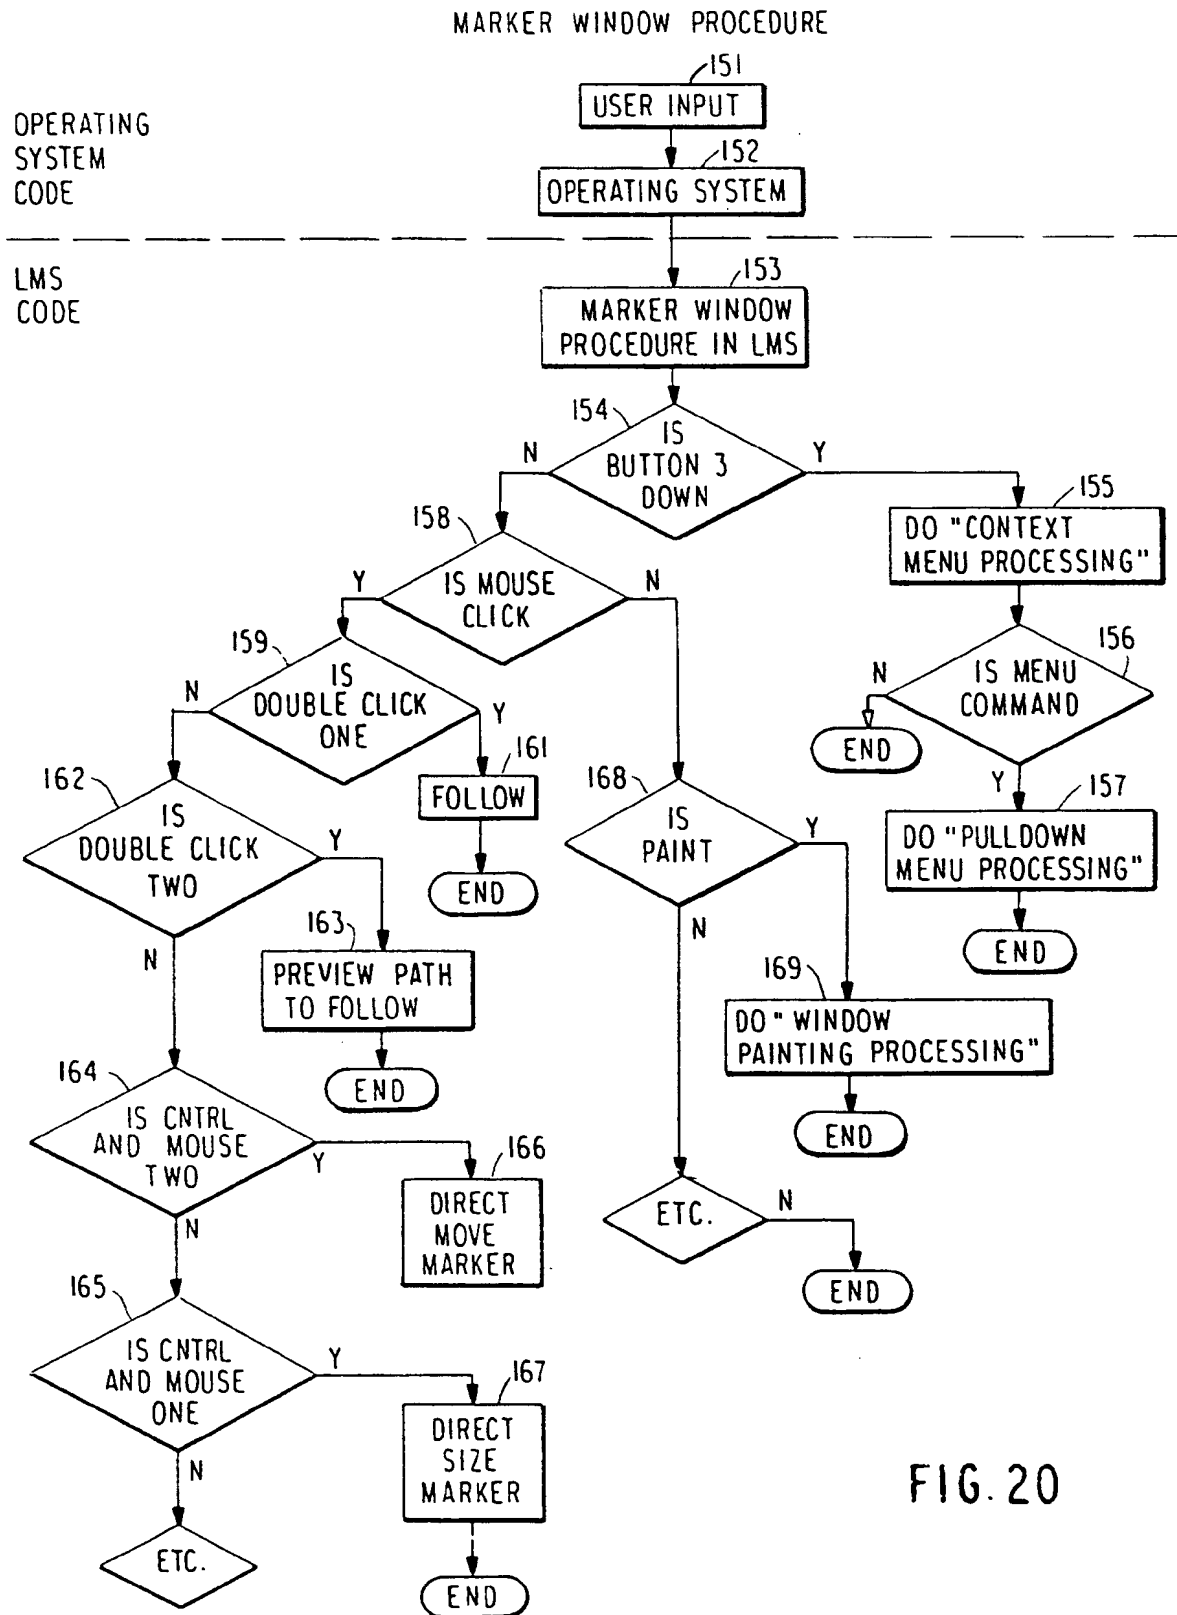 MARKER WINDOW PROCEDURE
151
USER INPUT
OPERATING
SYSTEM
CODE
152
OPERATING SYSTEM
LMS
CODE
153
MARKER WINDOW
PROCEDURE IN LMS
154
IS
BUTTON 3
DOWN
N
Y
155
DO "CONTEXT
MENU PROCESSING"
158
IS MOUSE
CLICK
Y
N
156
IS MENU
COMMAND
N
END
Y
157
DO "PULLDOWN
MENU PROCESSING"
END
159
IS
DOUBLE CLICK
ONE
N
Y
161
FOLLOW
END
162
IS
DOUBLE CLICK
TWO
Y
N
163
PREVIEW PATH
TO FOLLOW
END
168
IS
PAINT
Y
N
169
DO "WINDOW
PAINTING PROCESSING"
END
164
IS CNTRL
AND MOUSE
TWO
Y
N
166
DIRECT
MOVE
MARKER
ETC.
N
END
165
IS CNTRL
AND MOUSE
ONE
Y
N
167
DIRECT
SIZE
MARKER
END
ETC.
FIG. 20